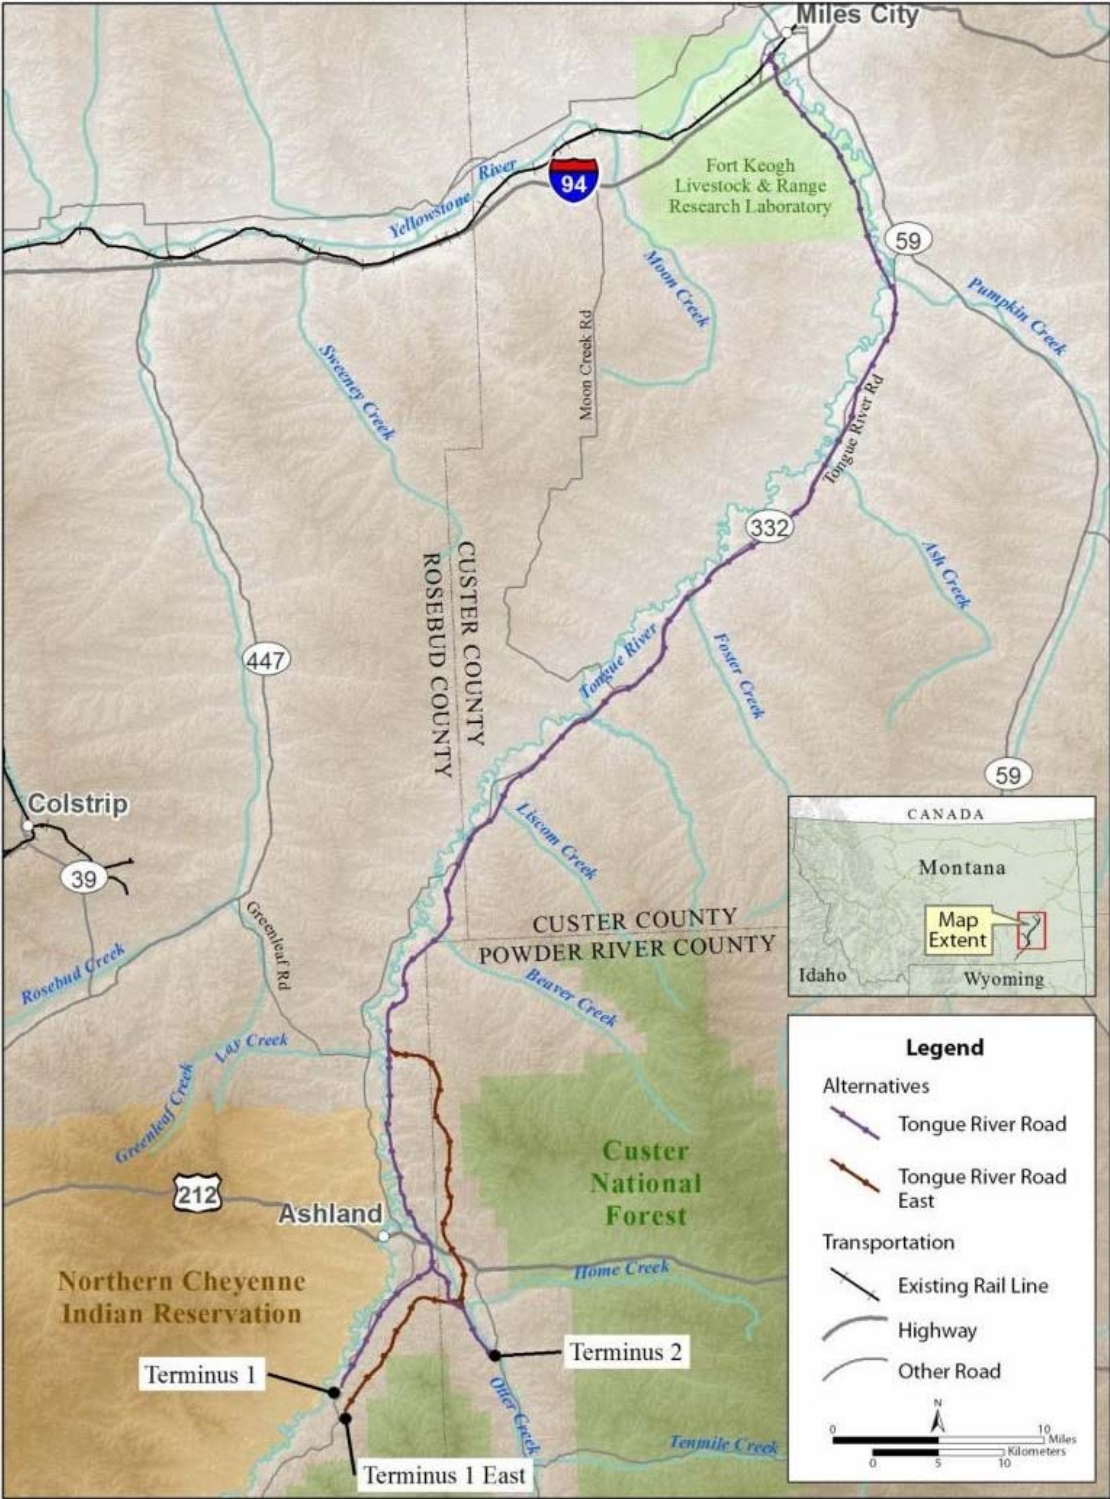 Miles City
Fort Keogh
Livestock & Range
Research Laboratory
Yellowstone River
94
59
Moon Creek
Pumpkin Creek
Moon Creek Rd
Sweeney Creek
Tongue River Rd
332
CUSTER COUNTY
ROSEBUD COUNTY
Ash Creek
447
Tongue River
Foster Creek
59
Colstrip
Liscom Creek
39
CUSTER COUNTY
POWDER RIVER COUNTY
Greenleaf Rd
Rosebud Creek
Beaver Creek
Lay Creek
Greenleaf Creek
CANADA
Montana
Map
Extent
Idaho
Wyoming
Custer
National
Forest
212
Ashland
Northern Cheyenne
Indian Reservation
Home Creek
Terminus 1
Terminus 2
Otter Creek
Tenmile Creek
Terminus 1 East
Legend
Alternatives
Tongue River Road
Tongue River Road
East
Transportation
Existing Rail Line
Highway
Other Road
N
0 10
Miles
Kilometers
0 5 10